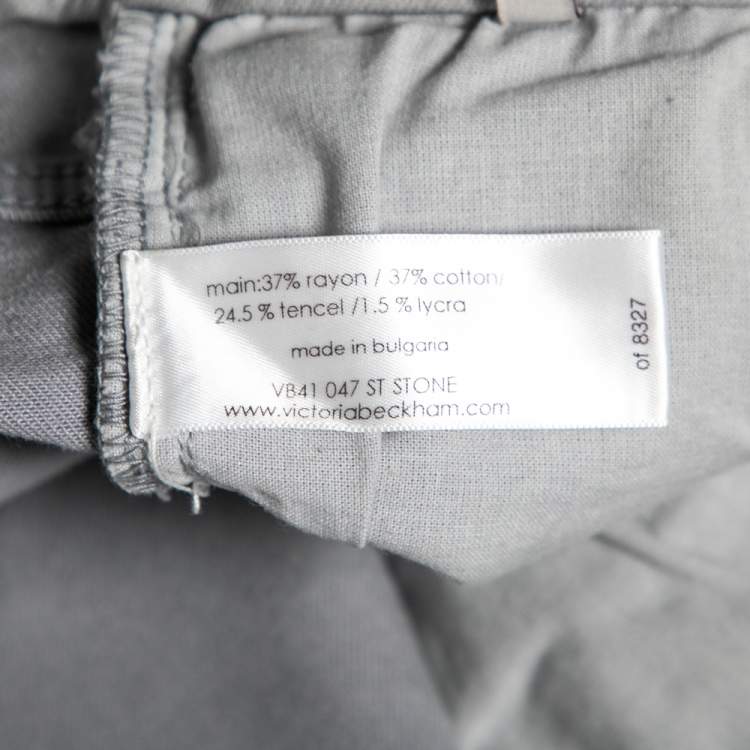 main:37% rayon / 37% cotton/
24.5 % tencel /1.5 % lycra
made in bulgaria
VB41 047 ST STONE
www.victoriabeckham.com
of 8327